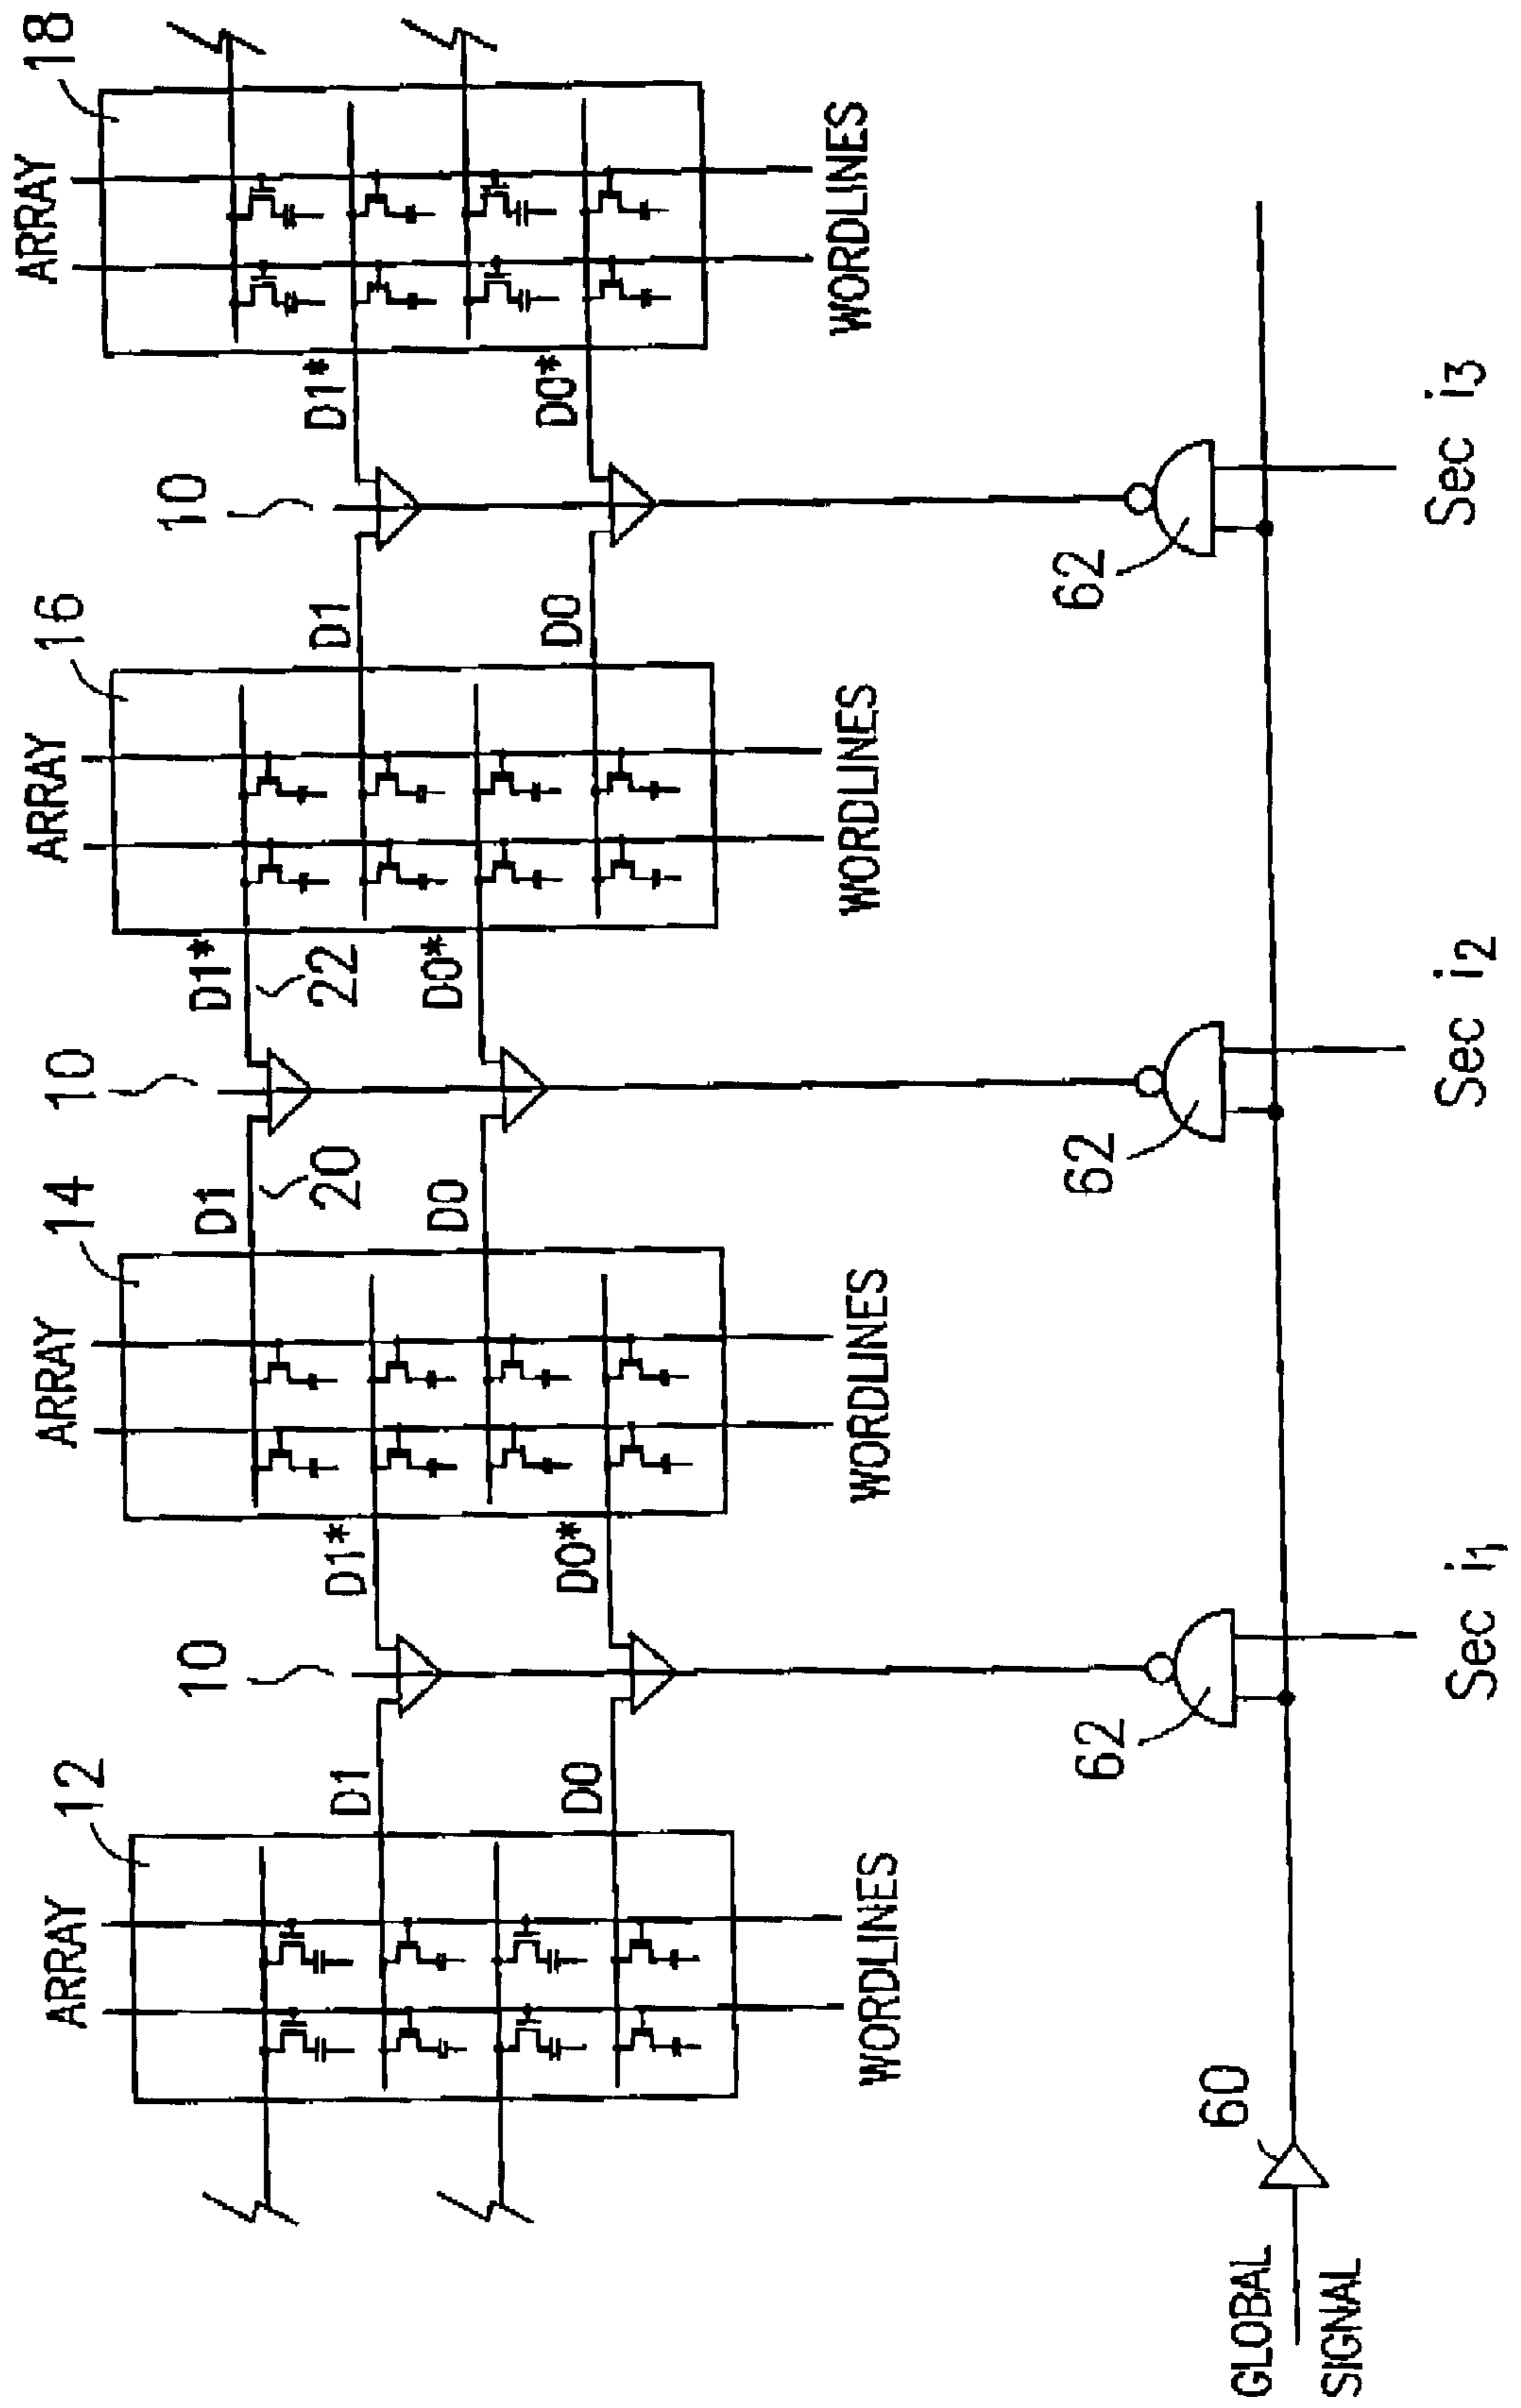 ARRAY 12
ARRAY 14
ARRAY 16
ARRAY 18
10
10
10
D1
D1*
D1
D1*
D1
D1*
20
22
D0
D0*
D0
D0*
D0
D0*
WORDLINES
WORDLINES
WORDLINES
WORDLINES
62
62
62
60
GLOBAL
SIGNAL
Sec i1
Sec i2
Sec i3